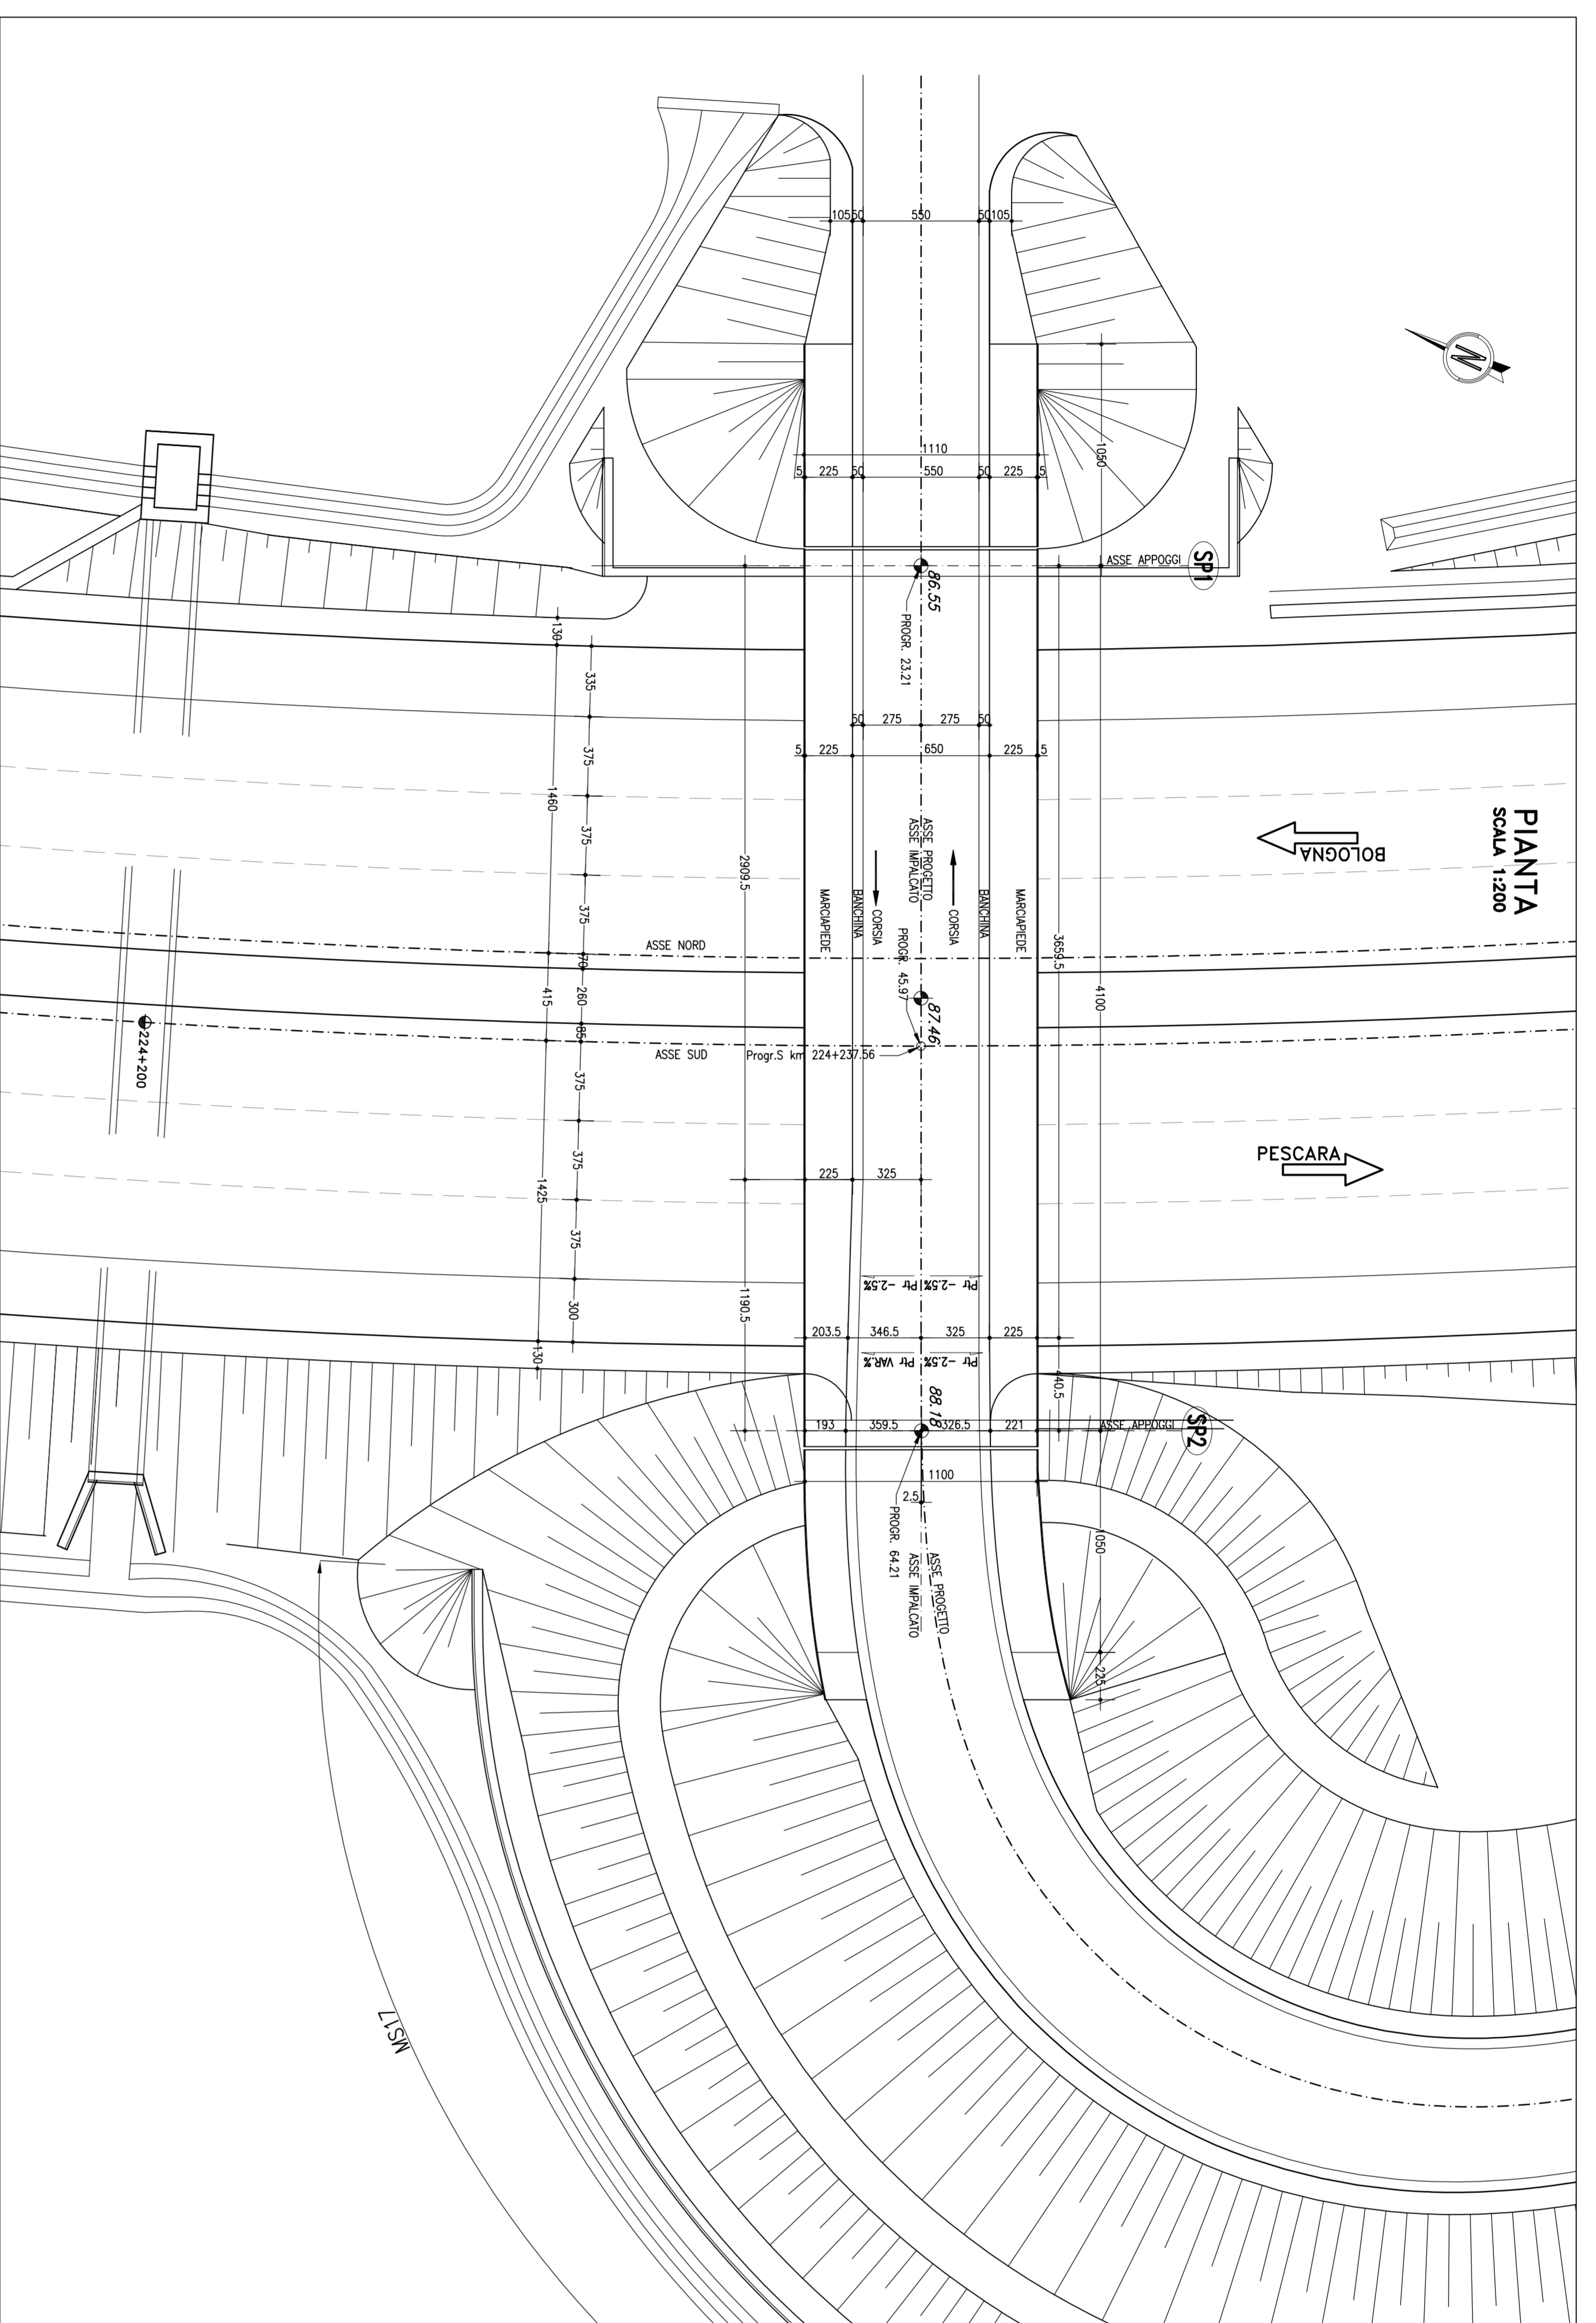 PIANTA
SCALA 1:200
N
105
50
550
50
105
1110
5
225
50
550
50
225
5
1050
ASSE APPOGGI
SP1
86.55
PROGR. 23.21
130
335
50
275
275
50
5
225
650
225
5
375
1460
375
375
2909.5
MARCIAPIEDE
BANCHINA
CORSIA
ASSE PROGETTO
ASSE IMPALCATO
CORSIA
BANCHINA
MARCIAPIEDE
BOLOGNA
ASSE NORD
PROGR. 45.97
3659.5
70
415
260
87.46
4100
85
224+200
ASSE SUD
Progr.S km 224+237.56
375
375
1425
375
225
325
PESCARA
Ptr -2.5%
Ptr -2.5%
1190.5
300
203.5
346.5
325
225
130
Ptr VAR.%
Ptr -2.5%
440.5
88.18
193
359.5
326.5
221
ASSE APPOGGI
SP2
1100
2.5
PROGR. 64.21
1050
ASSE PROGETTO
ASSE IMPALCATO
225
MS17